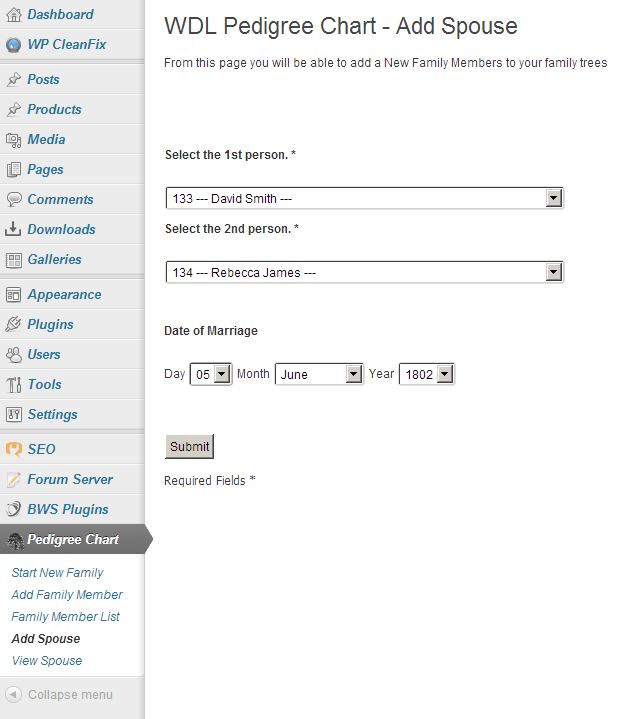 Dashboard
WP CleanFix
Posts
Products
Media
Pages
Comments
Downloads
Galleries
Appearance
Plugins
Users
Tools
Settings
SEO
Forum Server
BWS Plugins
Pedigree Chart
Start New Family
Add Family Member
Family Member List
Add Spouse
View Spouse
Collapse menu
WDL Pedigree Chart - Add Spouse
From this page you will be able to add a New Family Members to your family trees
Select the 1st person. *
133 --- David Smith ---
Select the 2nd person. *
134 --- Rebecca James ---
Date of Marriage
Day 05 Month June Year 1802
Submit
Required Fields *